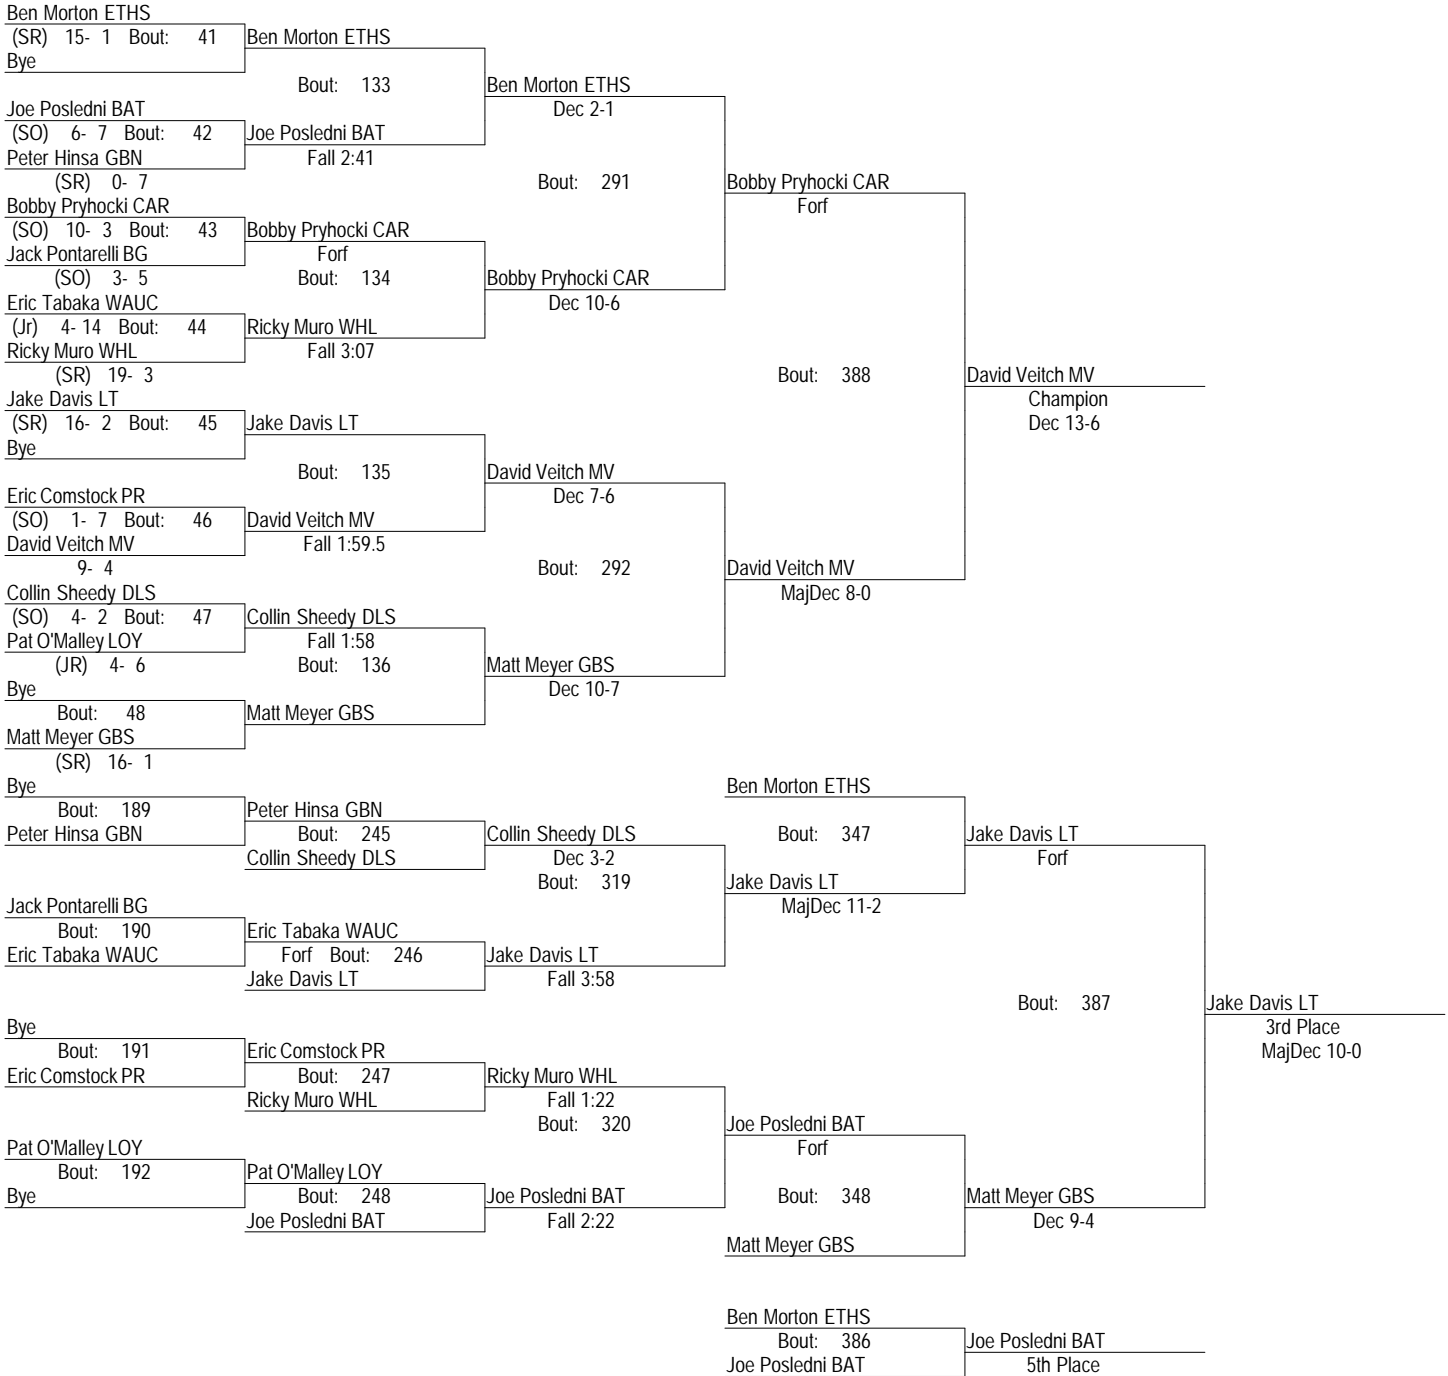 Ben Morton ETHS
(SR) 15- 1 Bout: 41 Ben Morton ETHS
Bye
Bout: 133 Ben Morton ETHS
Joe Posledni BAT Dec 2-1
(SO) 6- 7 Bout: 42 Joe Posledni BAT
Peter Hinsa GBN Fall 2:41
(SR) 0- 7 Bout: 291 Bobby Pryhocki CAR
Bobby Pryhocki CAR Forf
(SO) 10- 3 Bout: 43 Bobby Pryhocki CAR
Jack Pontarelli BG Forf
(SO) 3- 5 Bout: 134 Bobby Pryhocki CAR
Eric Tabaka WAUC Dec 10-6
(Jr) 4- 14 Bout: 44 Ricky Muro WHL
Ricky Muro WHL Fall 3:07
(SR) 19- 3 Bout: 388 David Veitch MV
Jake Davis LT Champion
(SR) 16- 2 Bout: 45 Jake Davis LT Dec 13-6
Bye
Bout: 135 David Veitch MV
Eric Comstock PR Dec 7-6
(SO) 1- 7 Bout: 46 David Veitch MV
David Veitch MV Fall 1:59.5
9- 4 Bout: 292 David Veitch MV
Collin Sheedy DLS MajDec 8-0
(SO) 4- 2 Bout: 47 Collin Sheedy DLS
Pat O'Malley LOY Fall 1:58
(JR) 4- 6 Bout: 136 Matt Meyer GBS
Bye Dec 10-7
Bout: 48 Matt Meyer GBS
Matt Meyer GBS
(SR) 16- 1
Bye Ben Morton ETHS
Bout: 189 Peter Hinsa GBN
Peter Hinsa GBN Bout: 245 Collin Sheedy DLS Bout: 347 Jake Davis LT
Collin Sheedy DLS Dec 3-2 Forf
Bout: 319 Jake Davis LT
Jack Pontarelli BG MajDec 11-2
Bout: 190 Eric Tabaka WAUC
Eric Tabaka WAUC Forf Bout: 246 Jake Davis LT
Jake Davis LT Fall 3:58
Bout: 387 Jake Davis LT
Bye 3rd Place
Bout: 191 Eric Comstock PR MajDec 10-0
Eric Comstock PR Bout: 247 Ricky Muro WHL
Ricky Muro WHL Fall 1:22
Bout: 320 Joe Posledni BAT
Pat O'Malley LOY Forf
Bout: 192 Pat O'Malley LOY
Bye Bout: 248 Joe Posledni BAT Bout: 348 Matt Meyer GBS
Joe Posledni BAT Fall 2:22 Dec 9-4
Matt Meyer GBS
Ben Morton ETHS
Bout: 386 Joe Posledni BAT
Joe Posledni BAT 5th Place